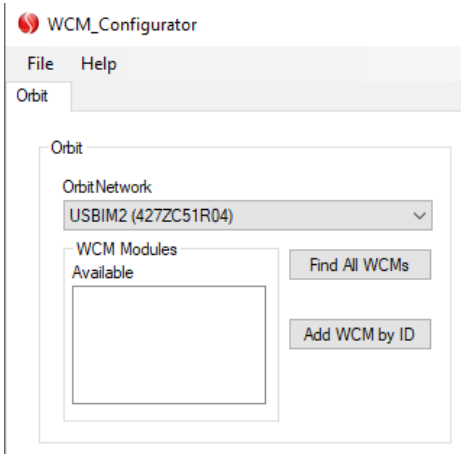 WCM_Configurator
File Help
Orbit
Orbit
OrbitNetwork
USBIM2 (427ZC51R04)
WCM Modules
Available
Find All WCMs
Add WCM by ID